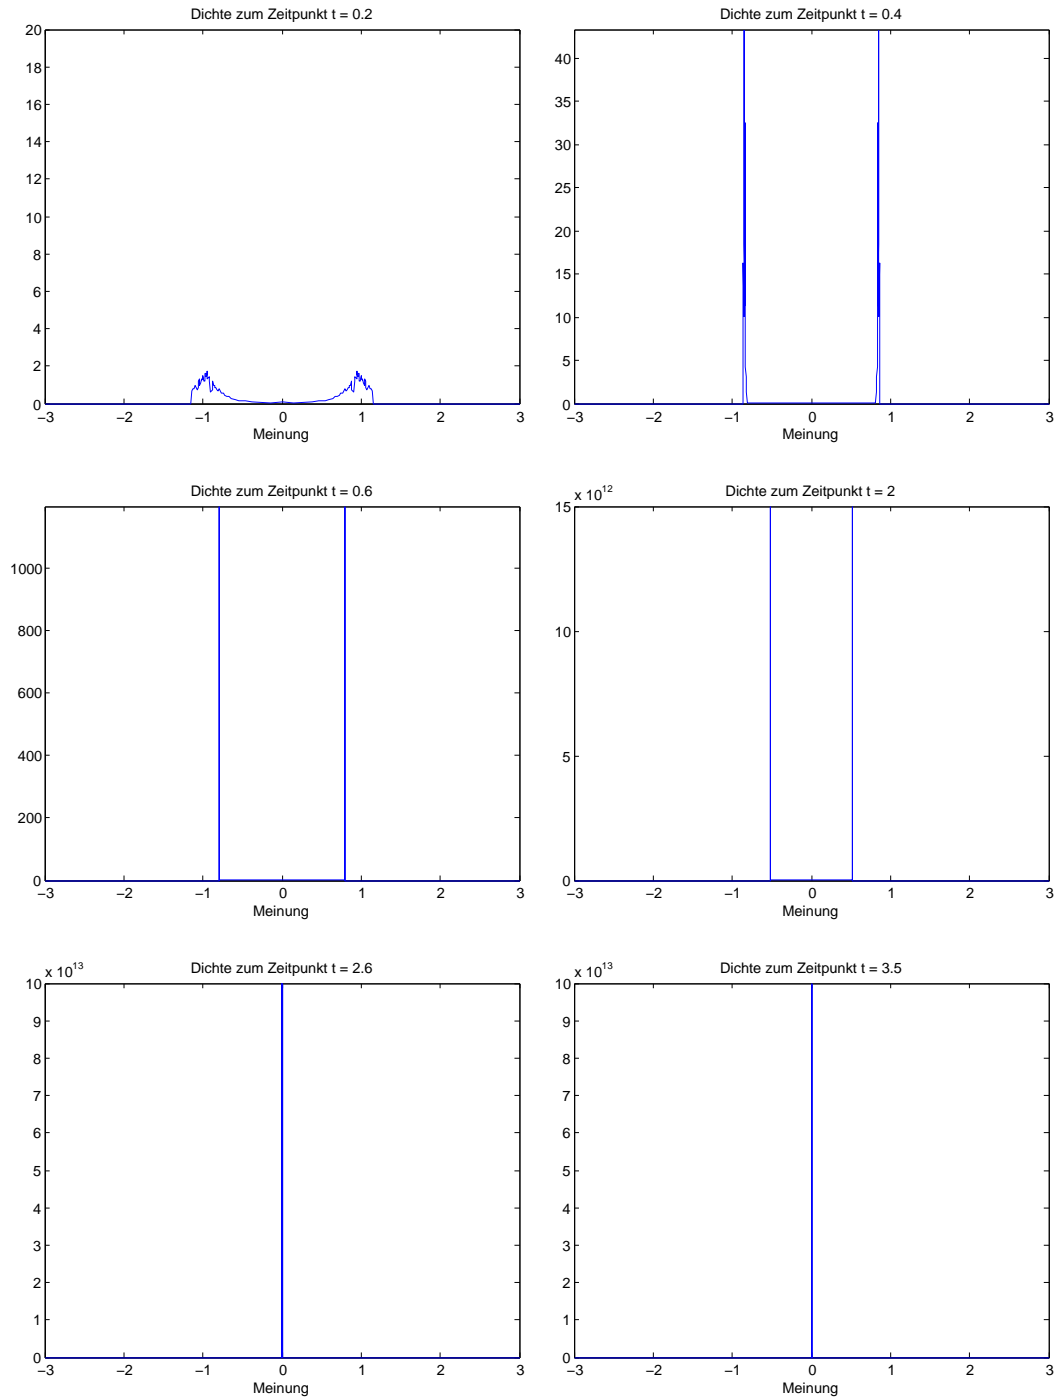 Dichte zum Zeitpunkt t = 0.2
20
18
16
14
12
10
8
6
4
2
0
−3 −2 −1 0 1 2 3
Meinung
Dichte zum Zeitpunkt t = 0.4
40
35
30
25
20
15
10
5
0
−3 −2 −1 0 1 2 3
Meinung
Dichte zum Zeitpunkt t = 0.6
1000
800
600
400
200
0
−3 −2 −1 0 1 2 3
Meinung
x 10^12
Dichte zum Zeitpunkt t = 2
15
10
5
0
−3 −2 −1 0 1 2 3
Meinung
x 10^13
Dichte zum Zeitpunkt t = 2.6
10
9
8
7
6
5
4
3
2
1
0
−3 −2 −1 0 1 2 3
Meinung
x 10^13
Dichte zum Zeitpunkt t = 3.5
10
9
8
7
6
5
4
3
2
1
0
−3 −2 −1 0 1 2 3
Meinung